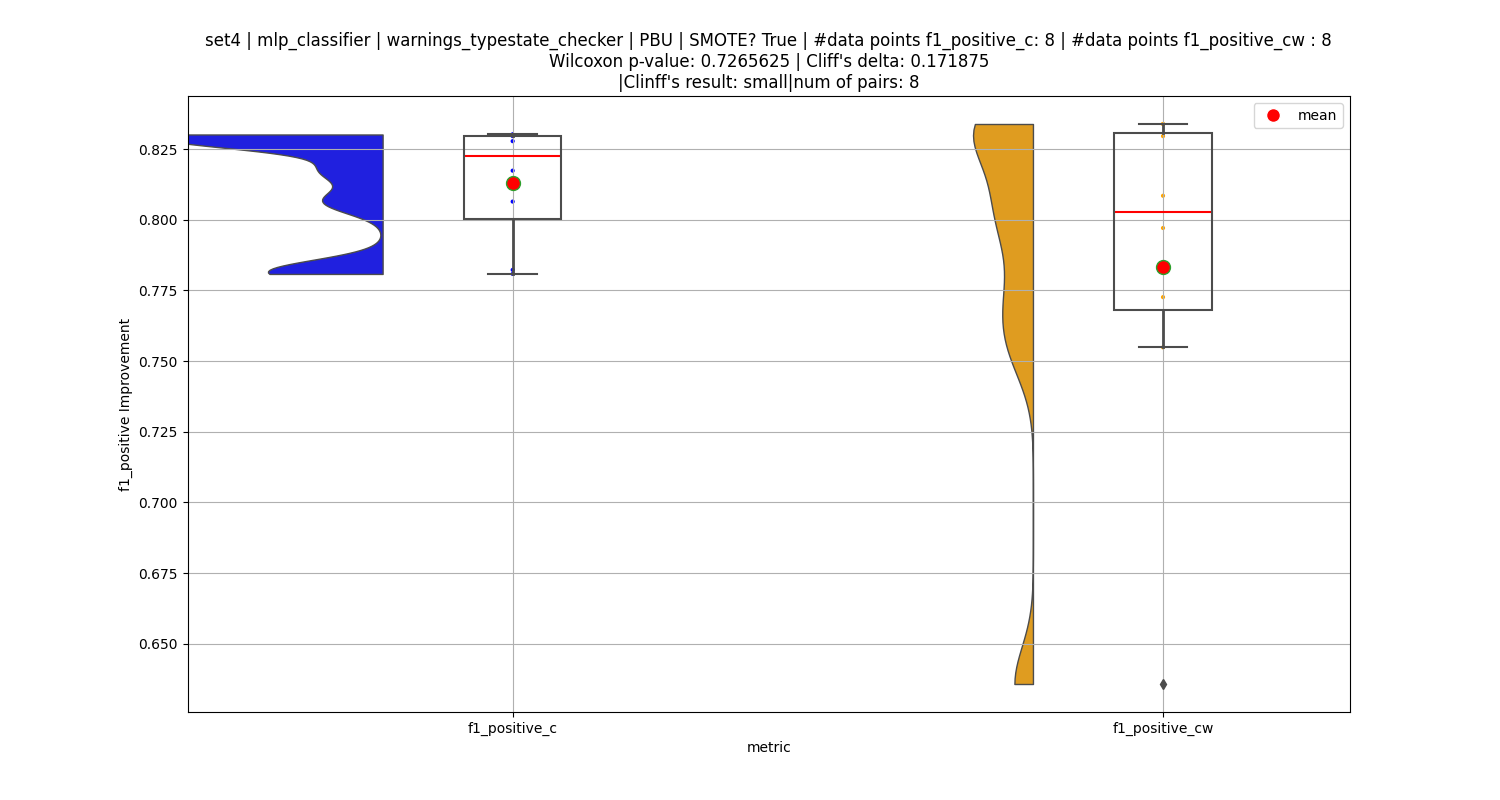 set4 | mlp_classifier | warnings_typestate_checker | PBU | SMOTE? True | #data points f1_positive_c: 8 | #data points f1_positive_cw : 8
Wilcoxon p-value: 0.7265625 | Cliff's delta: 0.171875
|Clinff's result: small|num of pairs: 8
mean
0.825
0.800
0.775
0.750
0.725
0.700
0.675
0.650
f1_positive Improvement
f1_positive_c
f1_positive_cw
metric